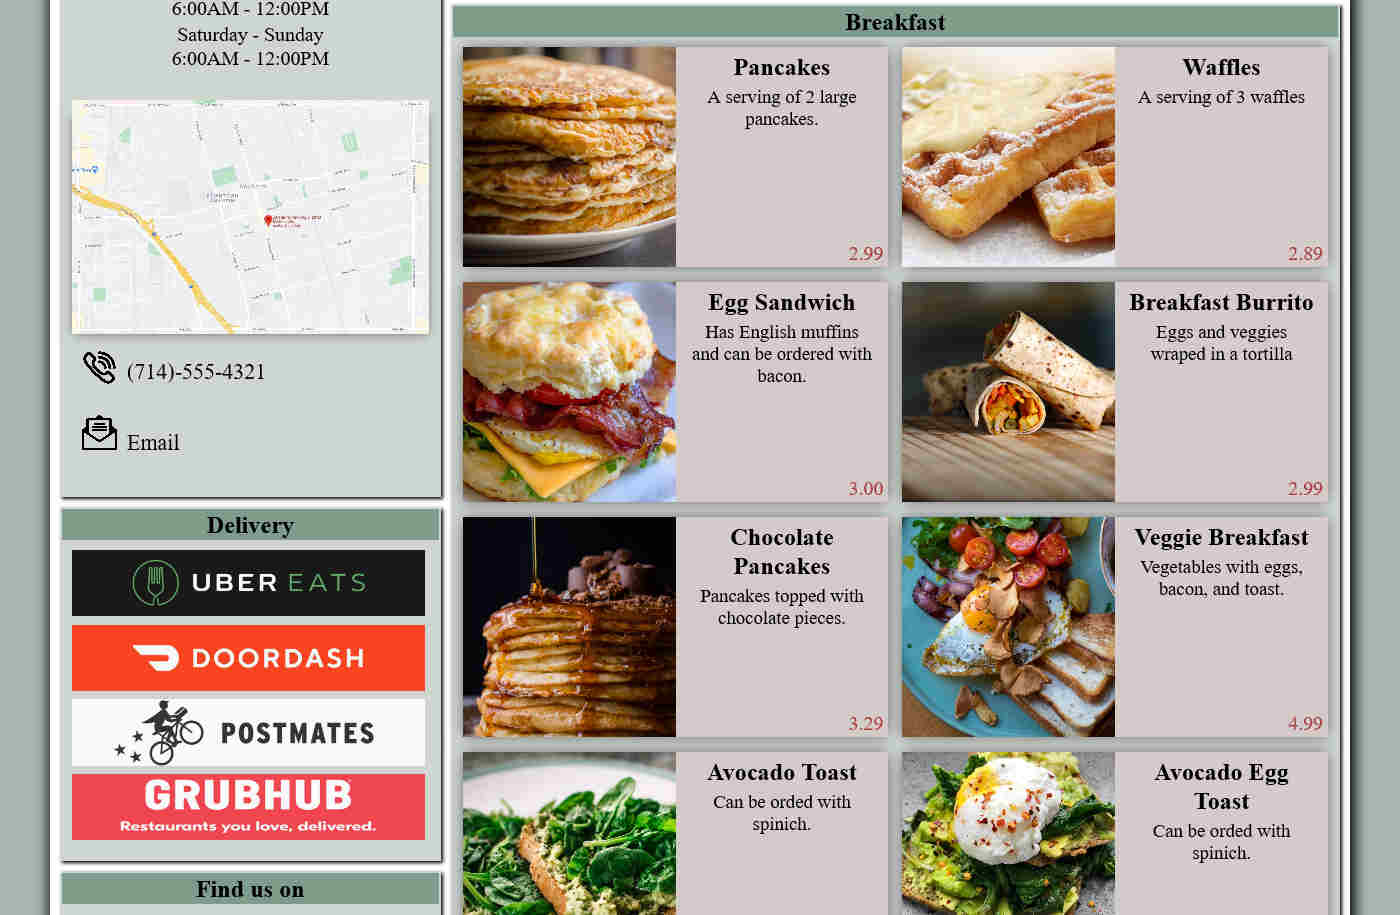 6:00AM - 12:00PM
Saturday - Sunday
6:00AM - 12:00PM
(714)-555-4321
Email
Delivery
UBER EATS
DOORDASH
POSTMATES
GRUBHUB
Restaurants you love, delivered.
Find us on
Breakfast
Pancakes
A serving of 2 large
pancakes.
2.99
Waffles
A serving of 3 waffles
2.89
Egg Sandwich
Has English muffins
and can be ordered with
bacon.
3.00
Breakfast Burrito
Eggs and veggies
wraped in a tortilla
2.99
Chocolate
Pancakes
Pancakes topped with
chocolate pieces.
3.29
Veggie Breakfast
Vegetables with eggs,
bacon, and toast.
4.99
Avocado Toast
Can be orded with
spinich.
Avocado Egg
Toast
Can be orded with
spinich.